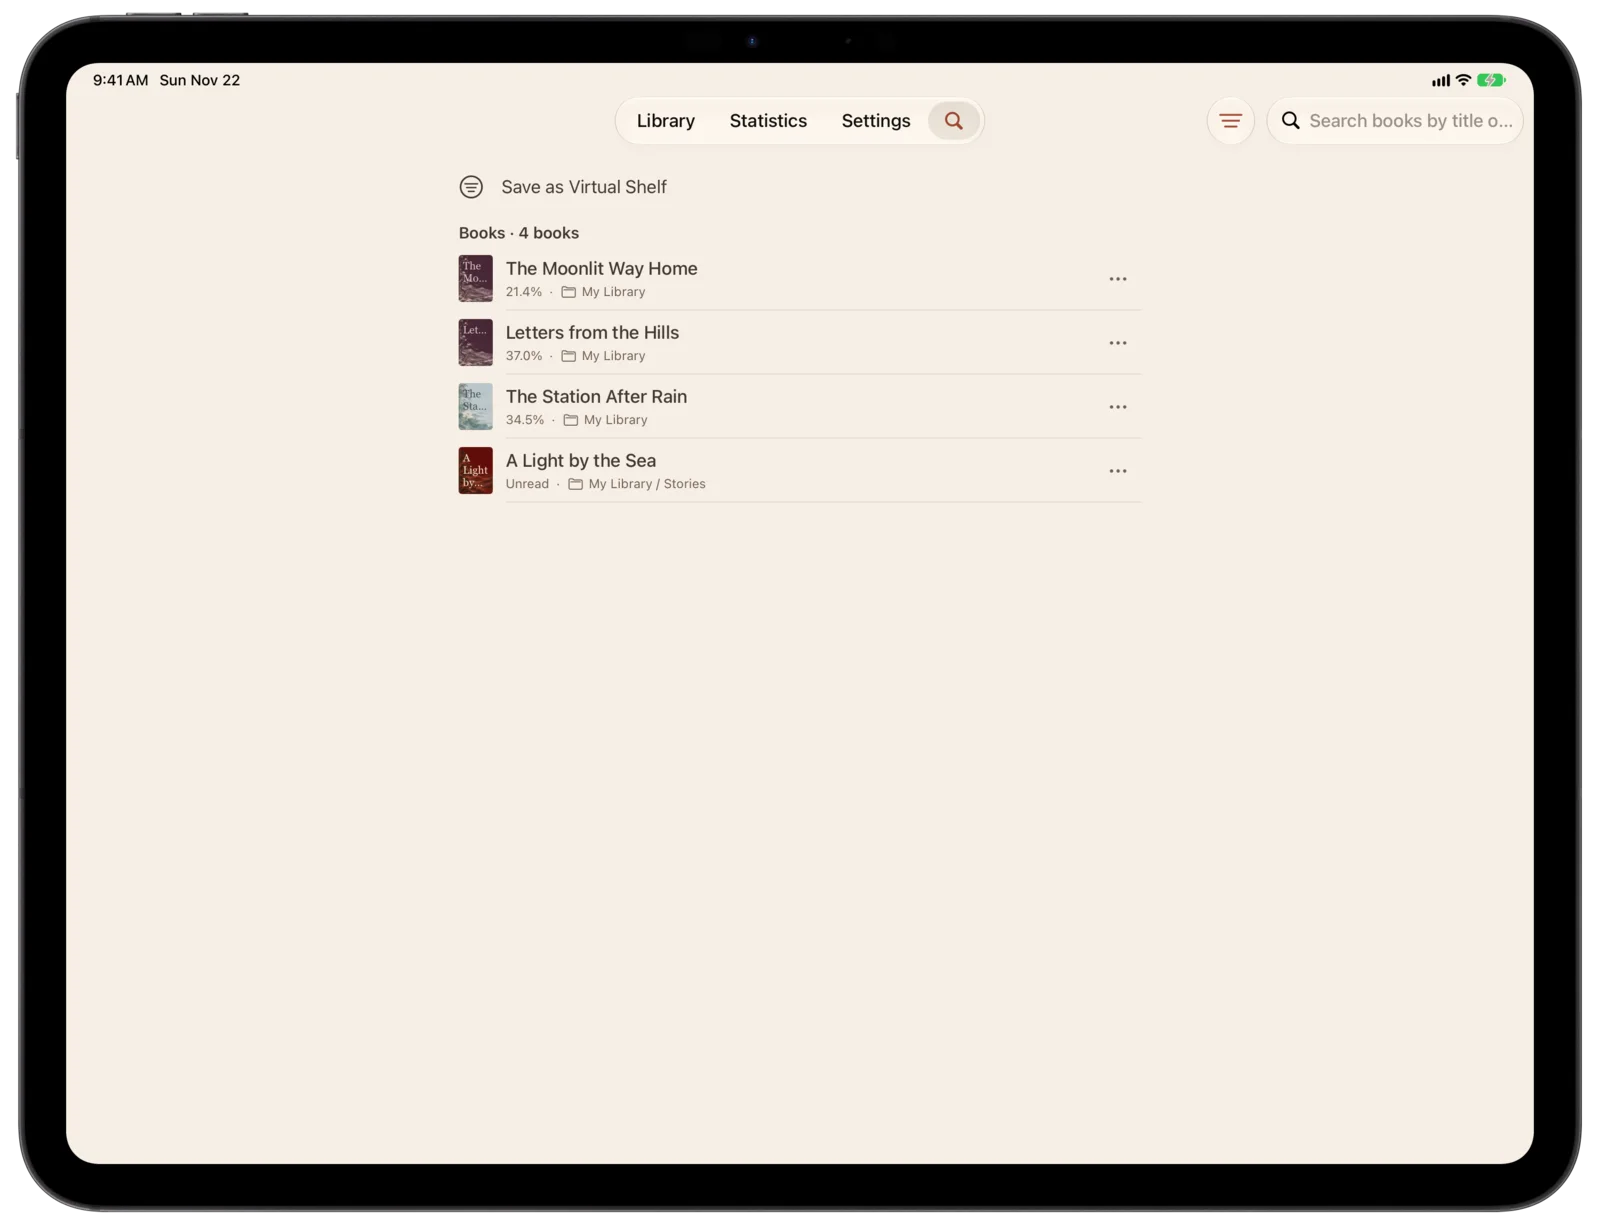 9:41 AM Sun Nov 22
Library Statistics Settings
Search books by title o...
Save as Virtual Shelf
Books · 4 books
The
Mo...
The Moonlit Way Home
21.4% · My Library
Let...
Letters from the Hills
37.0% · My Library
The
Sta...
The Station After Rain
34.5% · My Library
A
Light
by...
A Light by the Sea
Unread · My Library / Stories